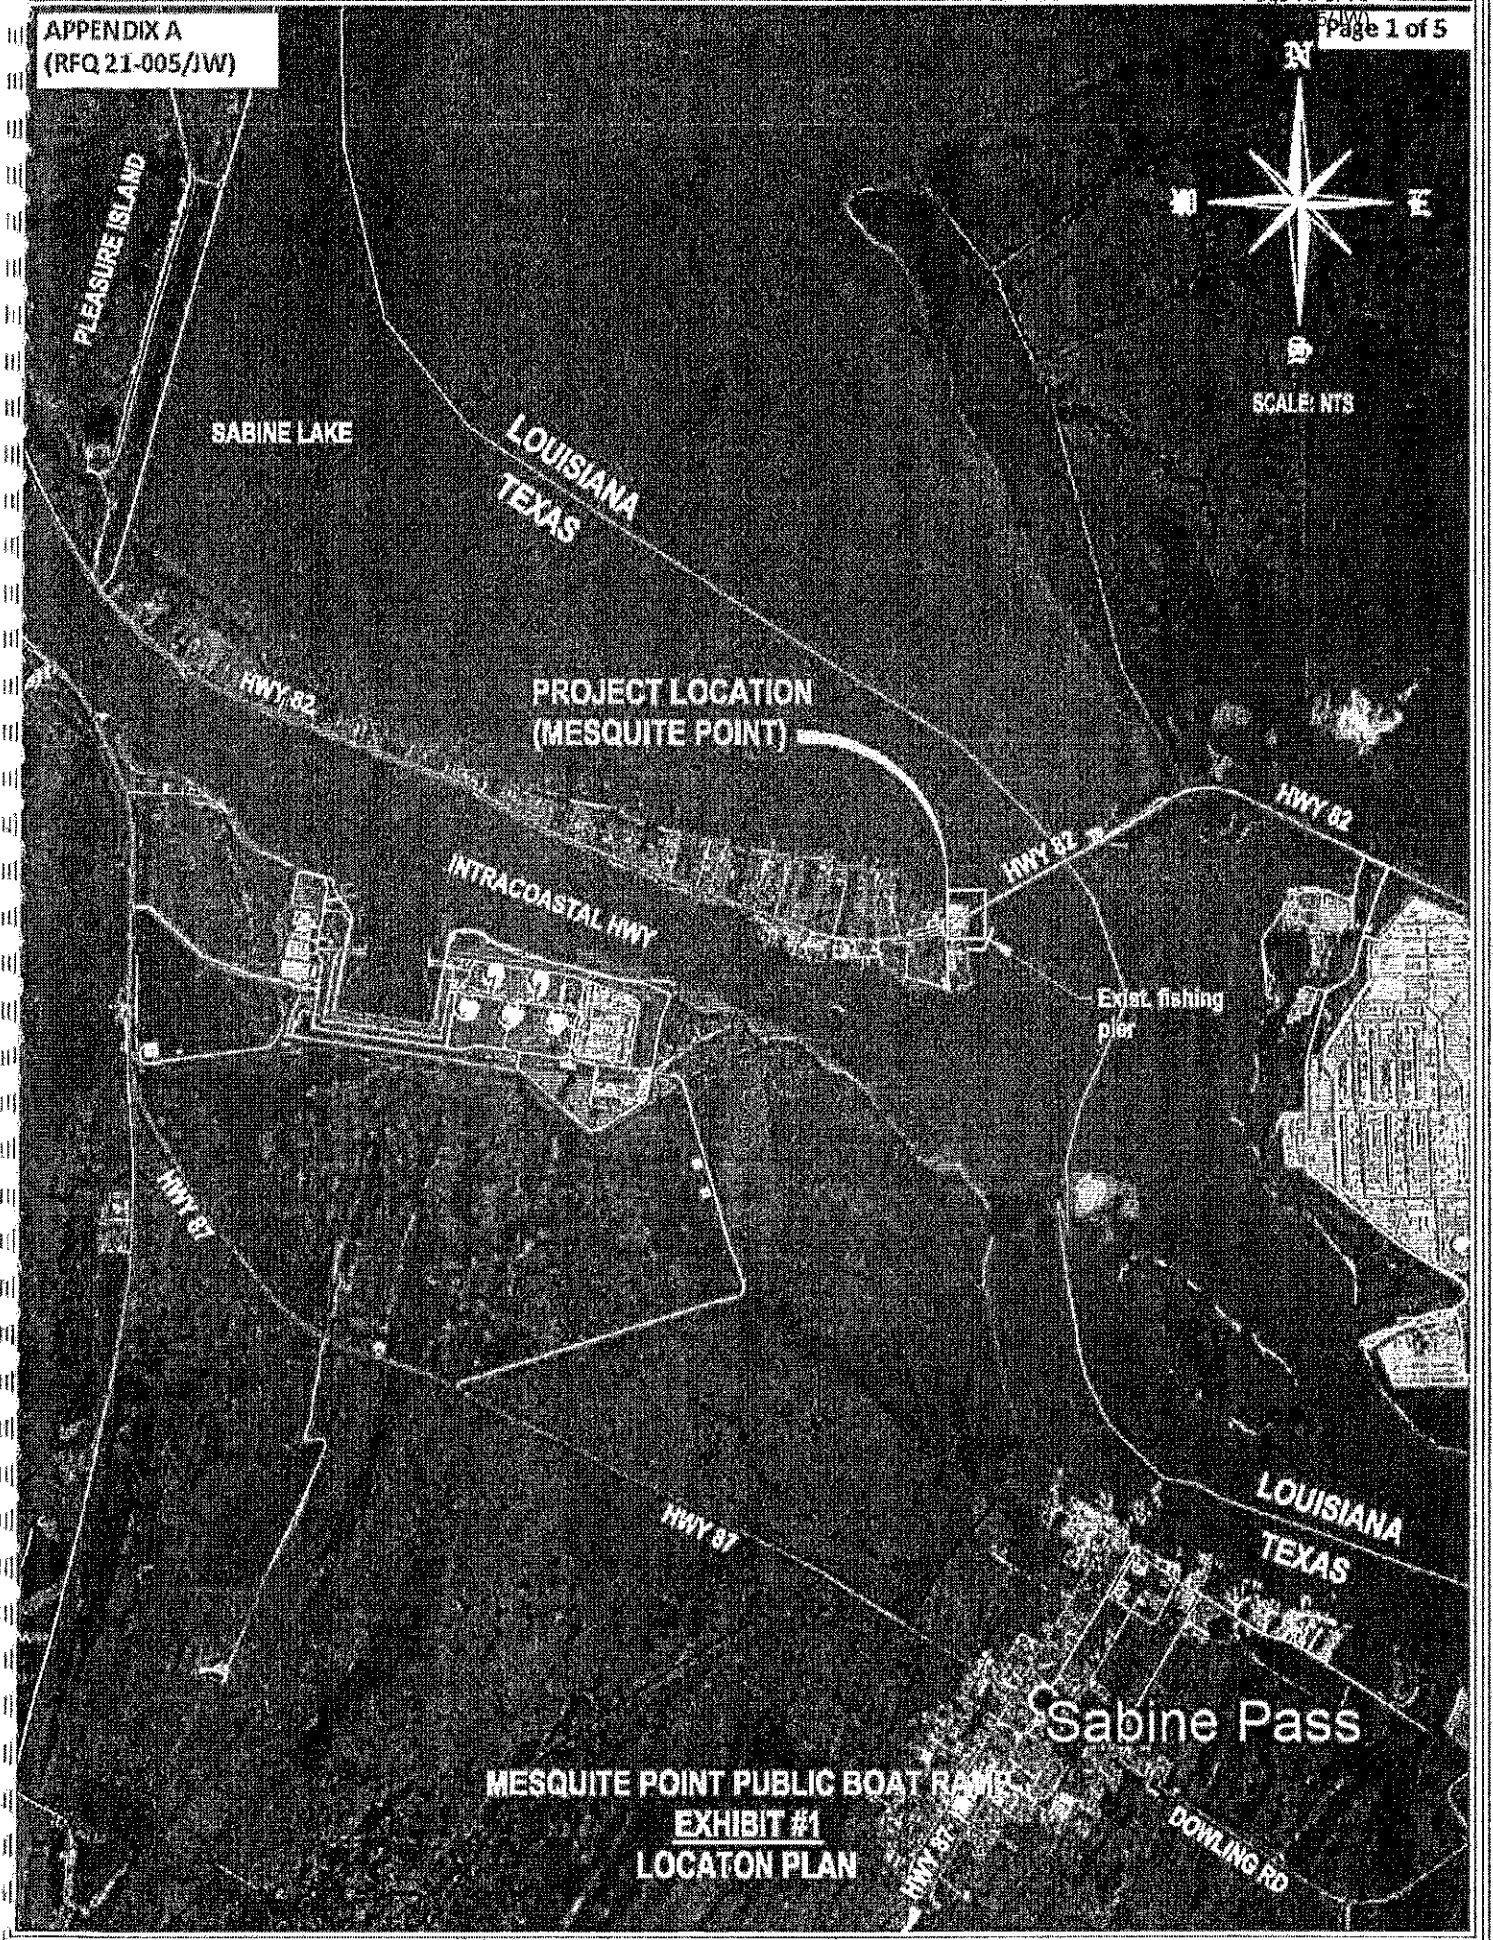 APPENDIX A
(RFQ 21-005/JW)
Page 1 of 5
N
E
S
SCALE: NTS
PLEASURE ISLAND
SABINE LAKE
LOUISIANA
TEXAS
HWY 82
PROJECT LOCATION
(MESQUITE POINT)
HWY 82
HWY 82
INTRACOASTAL HWY
Exist. fishing
pier
HWY 87
HWY 87
LOUISIANA
TEXAS
Sabine Pass
MESQUITE POINT PUBLIC BOAT RAMP
EXHIBIT #1
LOCATON PLAN
HWY 87
DOWLING RD